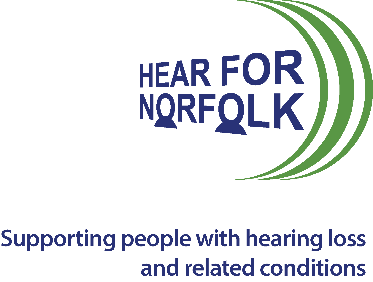 HEAR FOR
NORFOLK
Supporting people with hearing loss
and related conditions